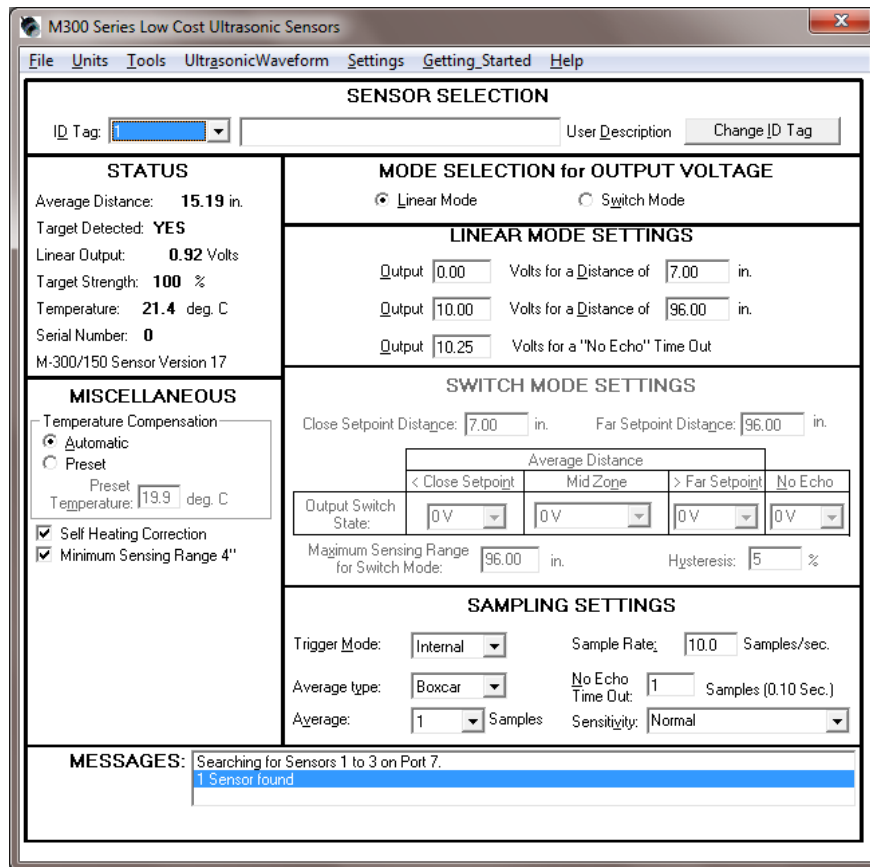 M300 Series Low Cost Ultrasonic Sensors
X
File Units Tools UltrasonicWaveform Settings Getting_Started Help
SENSOR SELECTION
ID Tag: 1 User Description Change ID Tag
STATUS
Average Distance: 15.19 in.
Target Detected: YES
Linear Output: 0.92 Volts
Target Strength: 100 %
Temperature: 21.4 deg. C
Serial Number: 0
M-300/150 Sensor Version 17
MISCELLANEOUS
Temperature Compensation
Automatic
Preset
Preset
Temperature: 19.9 deg. C
Self Heating Correction
Minimum Sensing Range 4"
MODE SELECTION for OUTPUT VOLTAGE
Linear Mode Switch Mode
LINEAR MODE SETTINGS
Output 0.00 Volts for a Distance of 7.00 in.
Output 10.00 Volts for a Distance of 96.00 in.
Output 10.25 Volts for a "No Echo" Time Out
SWITCH MODE SETTINGS
Close Setpoint Distance: 7.00 in. Far Setpoint Distance: 96.00 in.
Average Distance
< Close Setpoint Mid Zone > Far Setpoint No Echo
Output Switch
State: 0 V 0 V 0 V 0 V
Maximum Sensing Range
for Switch Mode: 96.00 in. Hysteresis: 5 %
SAMPLING SETTINGS
Trigger Mode: Internal Sample Rate: 10.0 Samples/sec.
Average type: Boxcar No Echo
Time Out: 1 Samples (0.10 Sec.)
Average: 1 Samples Sensitivity: Normal
MESSAGES: Searching for Sensors 1 to 3 on Port 7.
1 Sensor found